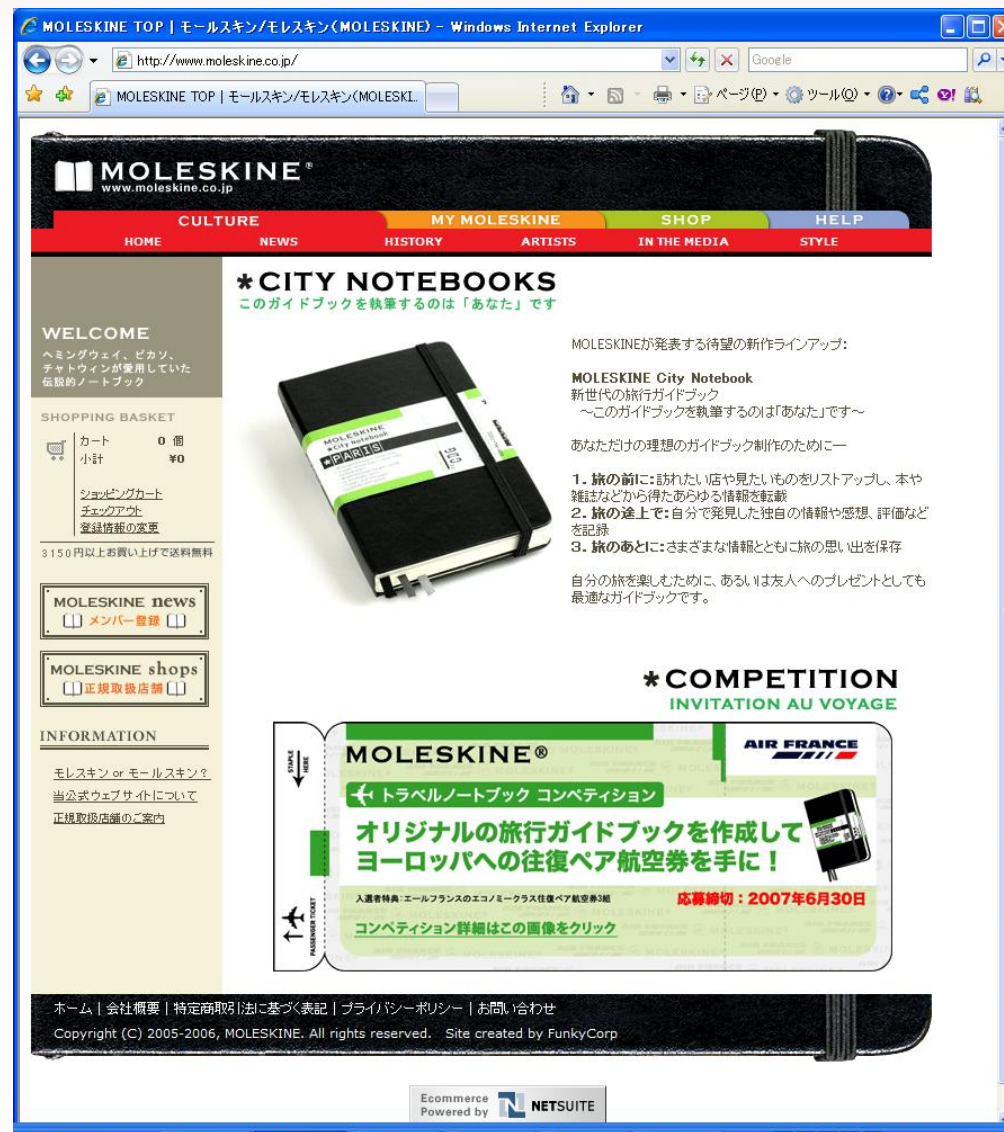 MOLESKINE TOP | モールスキン/モレスキン(MOLESKINE) - Windows Internet Explorer
http://www.moleskine.co.jp/
Google
MOLESKINE TOP | モールスキン/モレスキン(MOLESKI...
ページ(P)
ツール(O)
MOLESKINE®
www.moleskine.co.jp
CULTURE
MY MOLESKINE
SHOP
HELP
HOME
NEWS
HISTORY
ARTISTS
IN THE MEDIA
STYLE
WELCOME
ヘミングウェイ、ピカソ、
チャトウィンが愛用していた
伝説的ノートブック
SHOPPING BASKET
カート 0 個
小計 ¥0
ショッピングカート
チェックアウト
登録情報の変更
3150円以上お買い上げで送料無料
MOLESKINE news
メンバー登録
MOLESKINE shops
正規取扱店舗
INFORMATION
モレスキン or モールスキン?
当公式ウェブサイトについて
正規取扱店舗のご案内
*CITY NOTEBOOKS
このガイドブックを執筆するのは「あなた」です
MOLESKINE
*City Notebook
*PARIS
MOLESKINEが発表する待望の新作ラインアップ:
MOLESKINE City Notebook
新世代の旅行ガイドブック
~このガイドブックを執筆するのは「あなた」です~
あなただけの理想のガイドブック制作のために―
1. 旅の前に:訪れたい店や見たいものをリストアップし、本や
雑誌などから得たあらゆる情報を転載
2. 旅の途上で:自分で発見した独自の情報や感想、評価など
を記録
3. 旅のあとに:さまざまな情報とともに旅の思い出を保存
自分の旅を楽しむために、あるいは友人へのプレゼントとしても
最適なガイドブックです。
*COMPETITION
INVITATION AU VOYAGE
STAPLE
HERE
PASSENGER TICKET
MOLESKINE®
AIR FRANCE
トラベルノートブック コンペティション
オリジナルの旅行ガイドブックを作成して
ヨーロッパへの往復ペア航空券を手に!
入選者特典:エールフランスのエコノミークラス往復ペア航空券3組
応募締切:2007年6月30日
コンペティション詳細はこの画像をクリック
ホーム | 会社概要 | 特定商取引法に基づく表記 | プライバシーポリシー | お問い合わせ
Copyright (C) 2005-2006, MOLESKINE. All rights reserved. Site created by FunkyCorp
Ecommerce
Powered by
NETSUITE